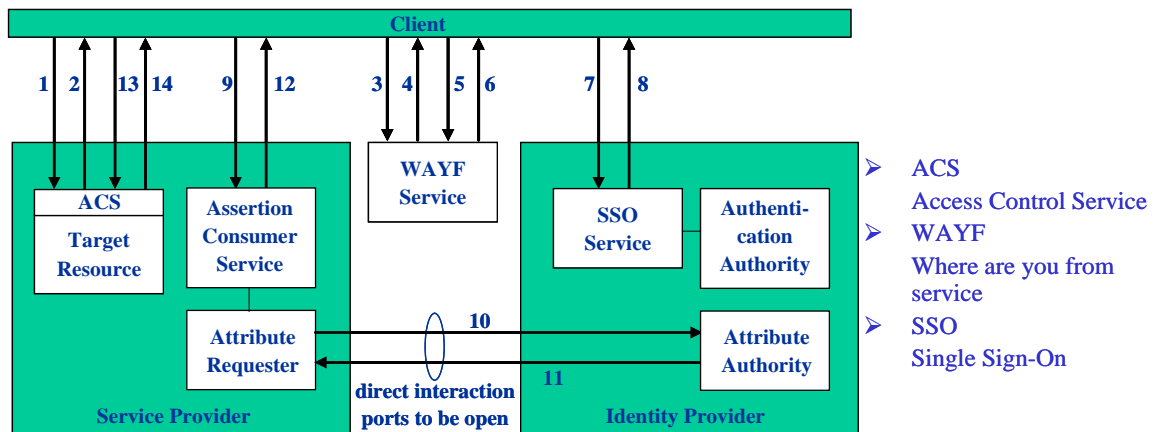 Client
1
2
13
14
9
12
3
4
5
6
7
8
ACS
Target
Resource
Assertion
Consumer
Service
WAYF
Service
SSO
Service
Authenti-
cation
Authority
Attribute
Requester
10
11
Attribute
Authority
direct interaction
ports to be open
Service Provider
Identity Provider
➢ ACS
Access Control Service
➢ WAYF
Where are you from
service
➢ SSO
Single Sign-On